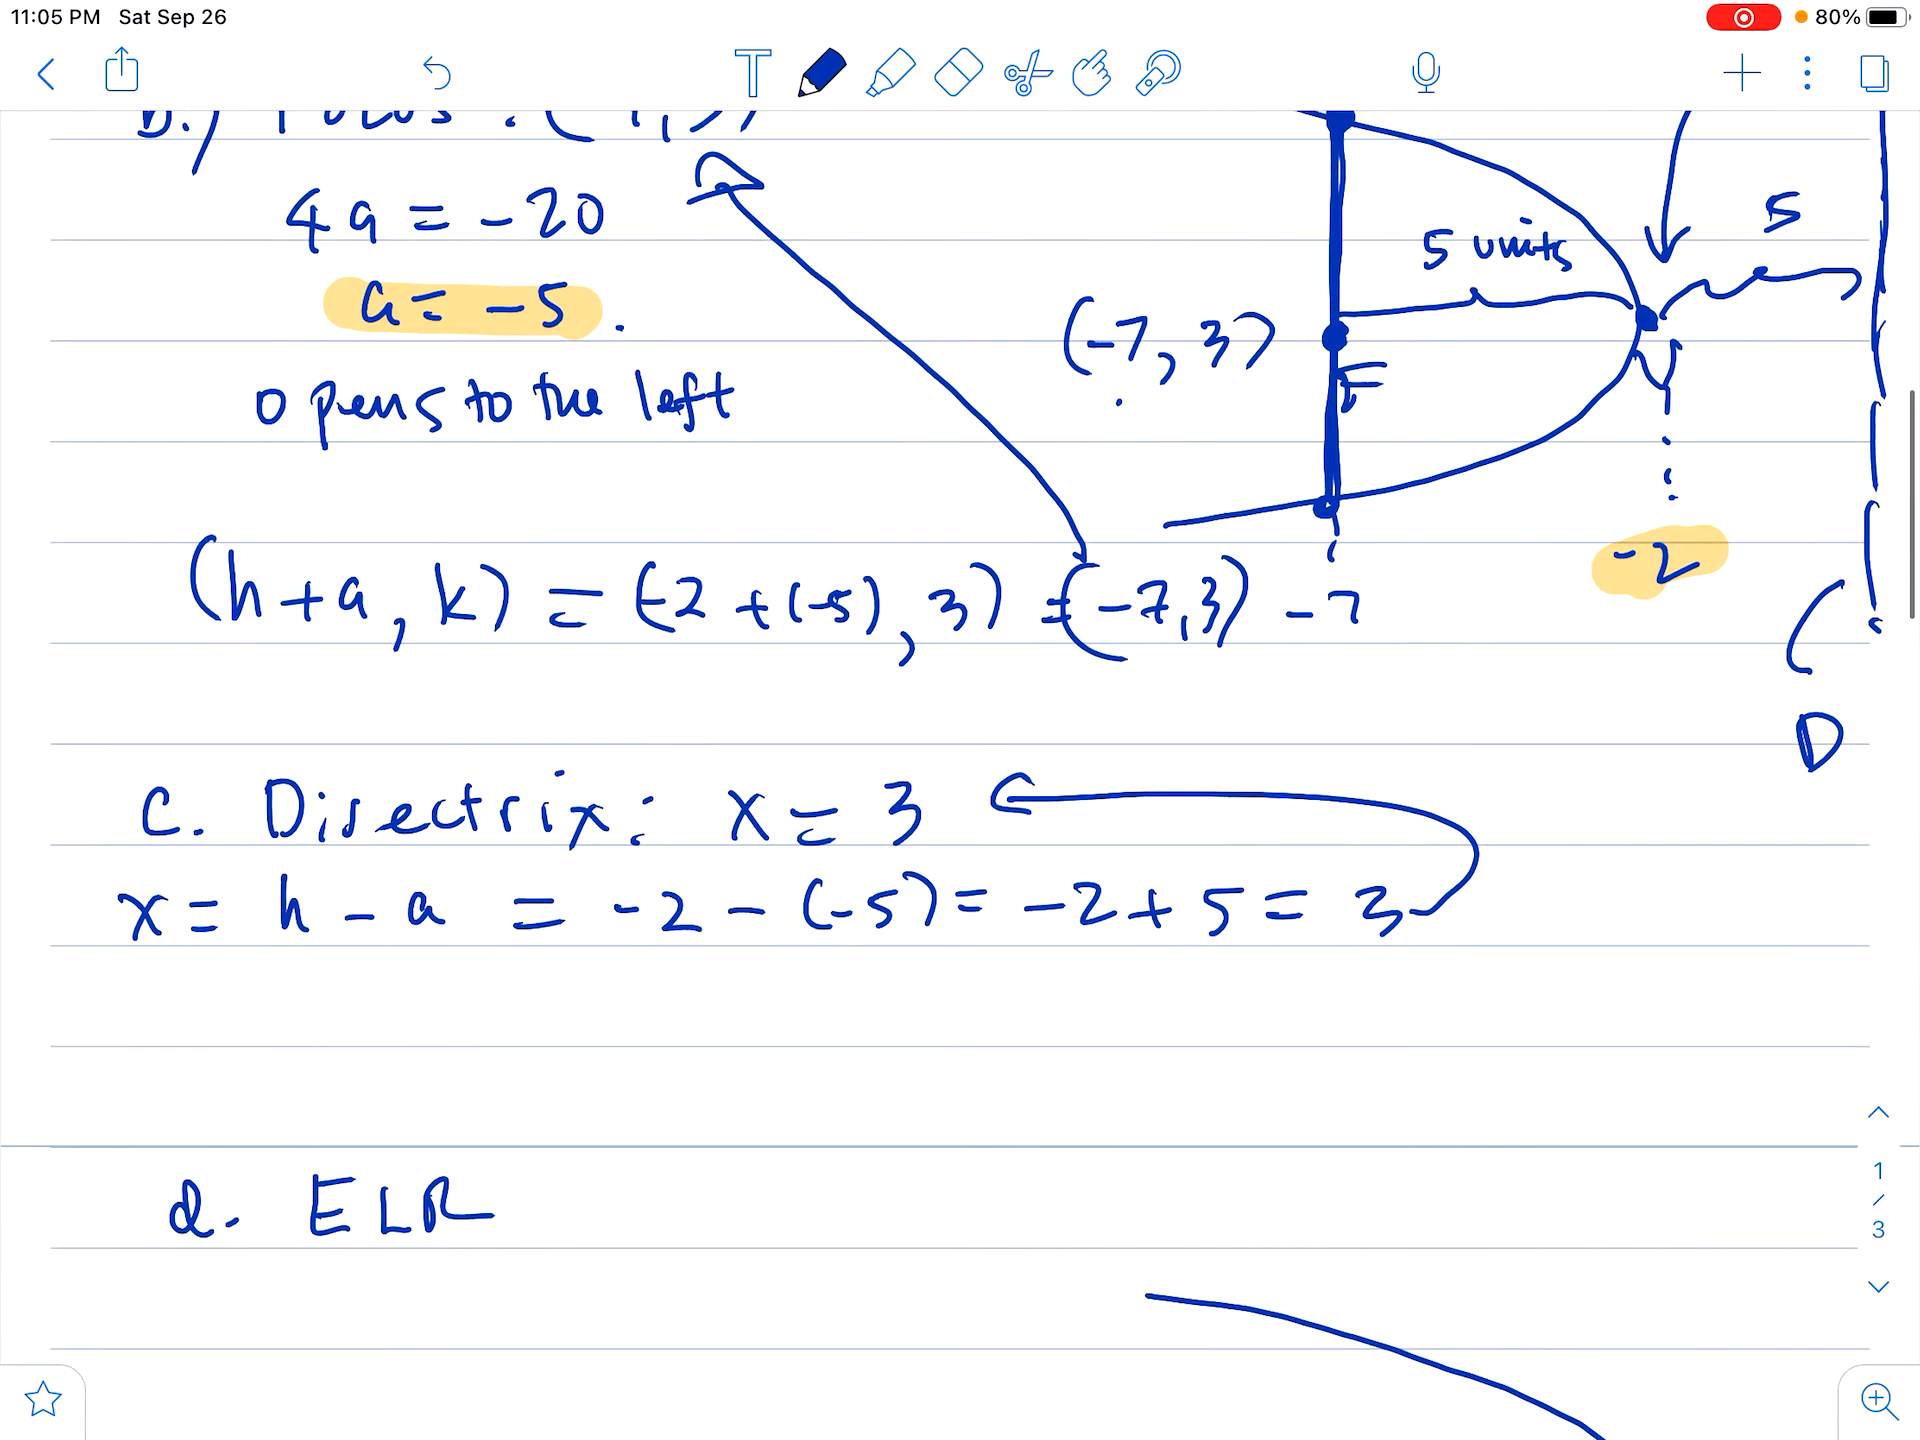 11:05 PM Sat Sep 26
80%
4a = -20
a = -5.
opens to the left
5 units
5
(-7, 3)
F
V
-2
(h+a, k) = (-2 + (-5), 3) = (-7, 3)
-7
D
C. Directrix: x = 3
x = h - a = -2 - (-5) = -2 + 5 = 3
d. ELR
1
/
3